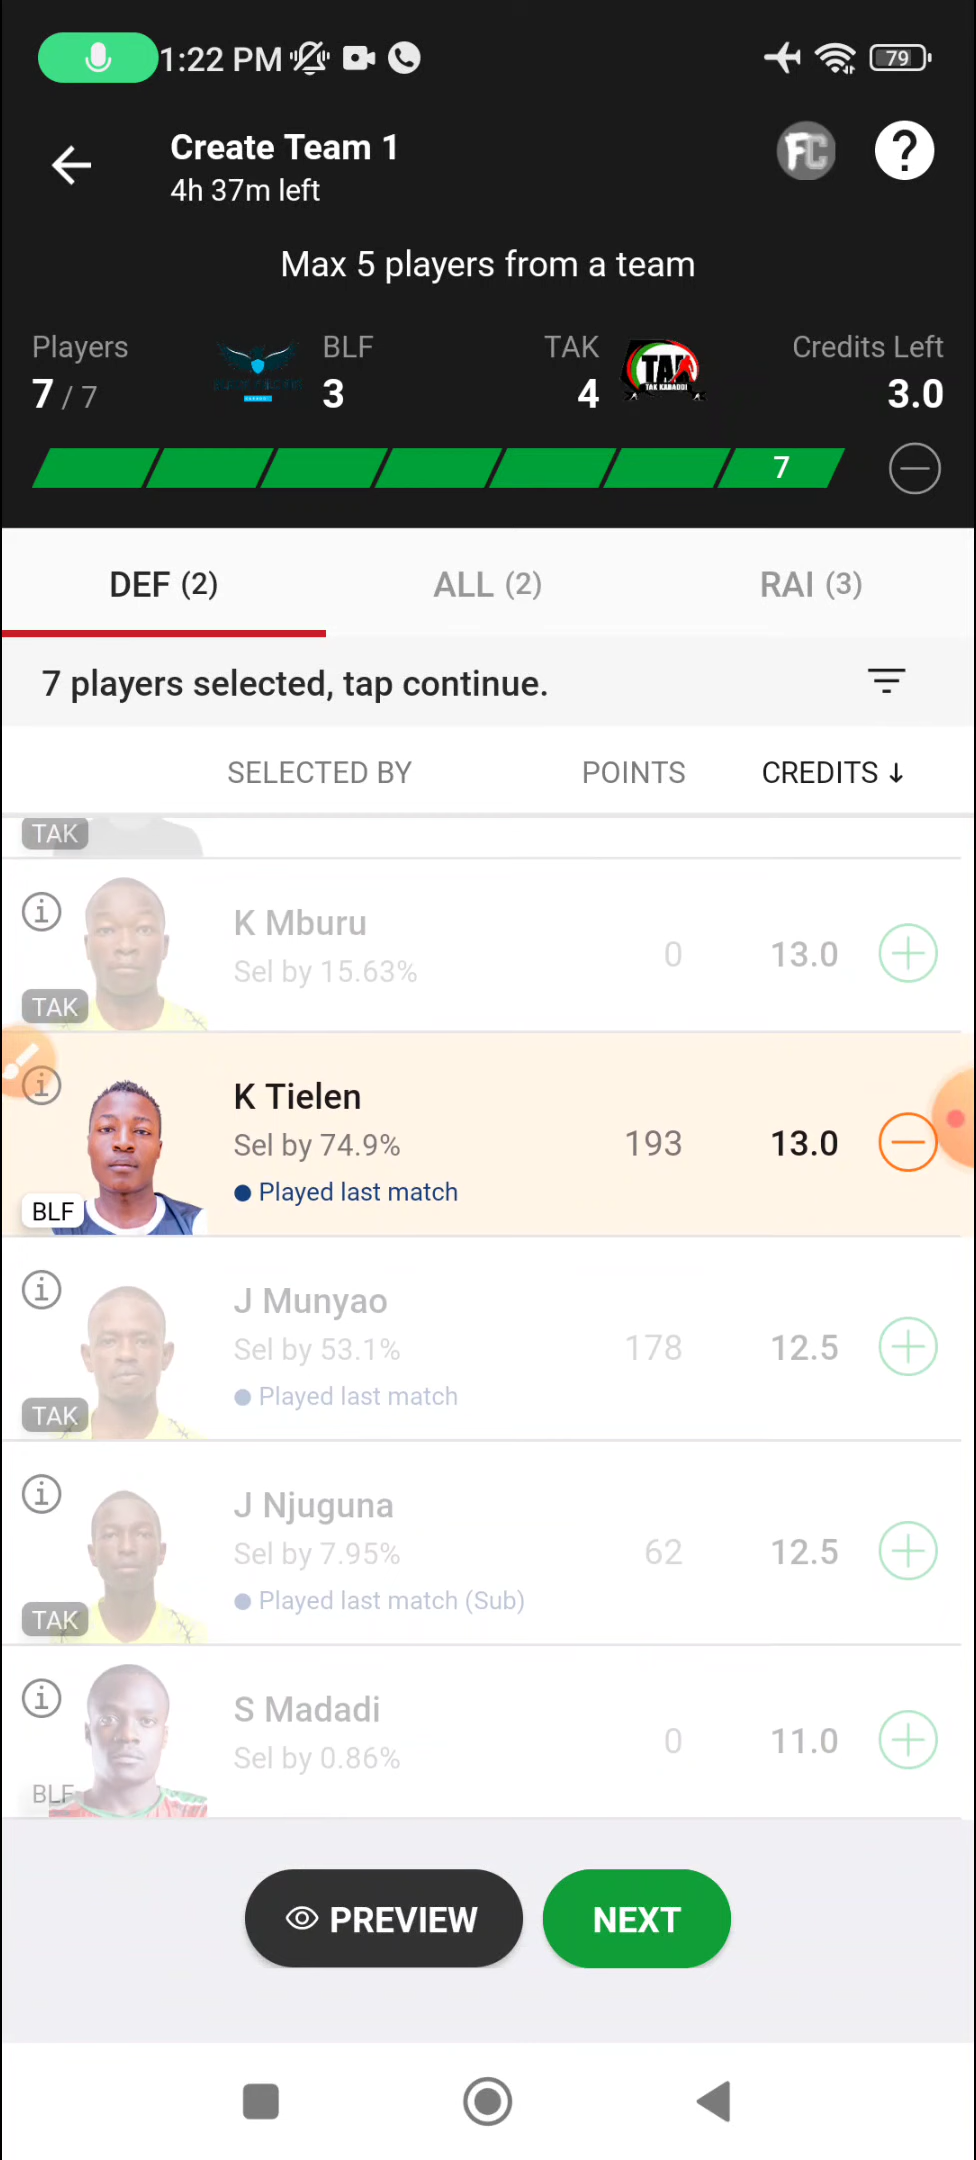 1:22 PM
79
Create Team 1
4h 37m left
FC
?
Max 5 players from a team
Players
7 / 7
BLF
3
TAK
4
TAK
TAK KABADDI
Credits Left
3.0
7
DEF (2)
ALL (2)
RAI (3)
7 players selected, tap continue.
SELECTED BY
POINTS
CREDITS ↓
TAK
K Mburu
Sel by 15.63%
0
13.0
TAK
K Tielen
Sel by 74.9%
Played last match
193
13.0
BLF
J Munyao
Sel by 53.1%
Played last match
178
12.5
TAK
J Njuguna
Sel by 7.95%
Played last match (Sub)
62
12.5
TAK
S Madadi
Sel by 0.86%
0
11.0
BLF
PREVIEW
NEXT